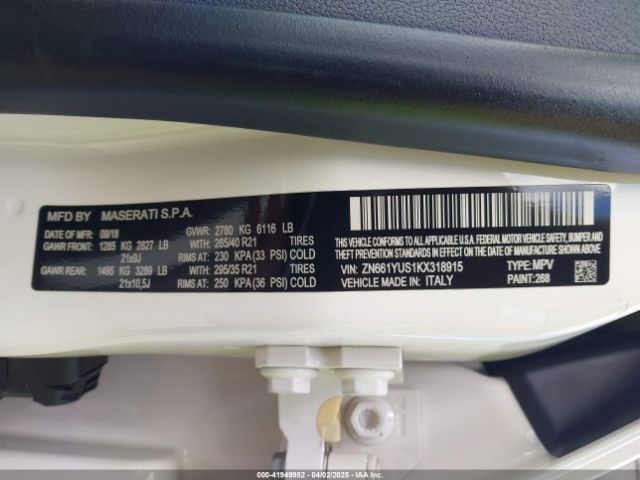 MFD BY MASERATI S.P.A.
DATE OF MFR: 09/18 GVWR: 2780 KG 6116 LB
GAWR FRONT: 1285 KG 2827 LB WITH: 265/40 R21 TIRES
21x9J RIMS AT: 230 KPA (33 PSI) COLD
GAWR REAR: 1495 KG 3289 LB WITH: 295/35 R21 TIRES
21x10,5J RIMS AT: 250 KPA (36 PSI) COLD
THIS VEHICLE CONFORMS TO ALL APPLICABLE U.S.A. FEDERAL MOTOR VEHICLE SAFETY, BUMPER AND
THEFT PREVENTION STANDARDS IN EFFECT ON THE DATE OF MANUFACTURE SHOWN ABOVE.
VIN: ZN661YUS1KX318915 TYPE: MPV
VEHICLE MADE IN: ITALY PAINT: 268
000-41949952 - 04/02/2025 - IAA Inc. Owner